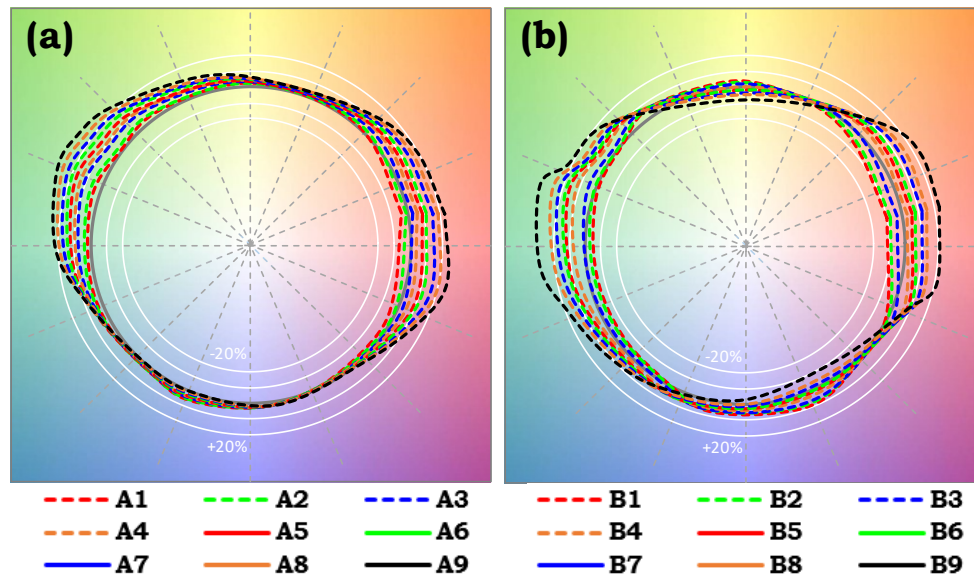 (a) (b)
-20% -20%
+20% +20%
A1 A2 A3 B1 B2 B3
A4 A5 A6 B4 B5 B6
A7 A8 A9 B7 B8 B9